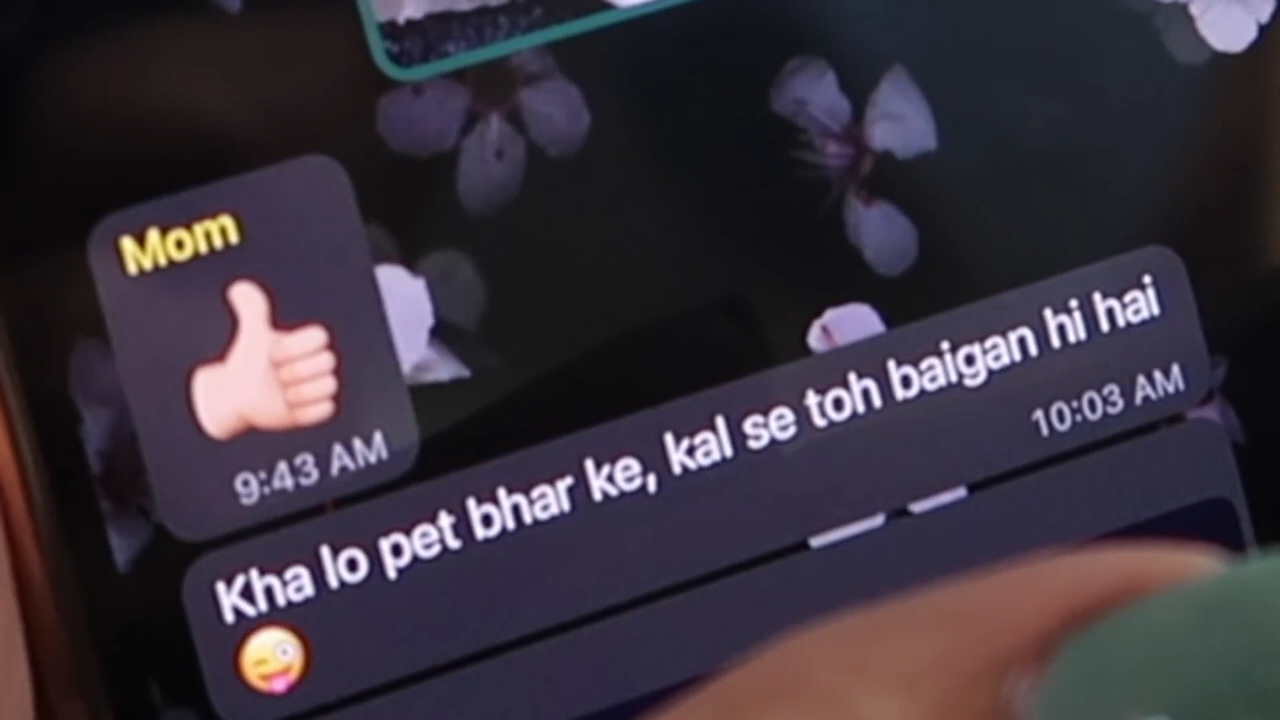 Mom
👍🏻
9:43 AM
Kha lo pet bhar ke, kal se toh baigan hi hai
😜
10:03 AM